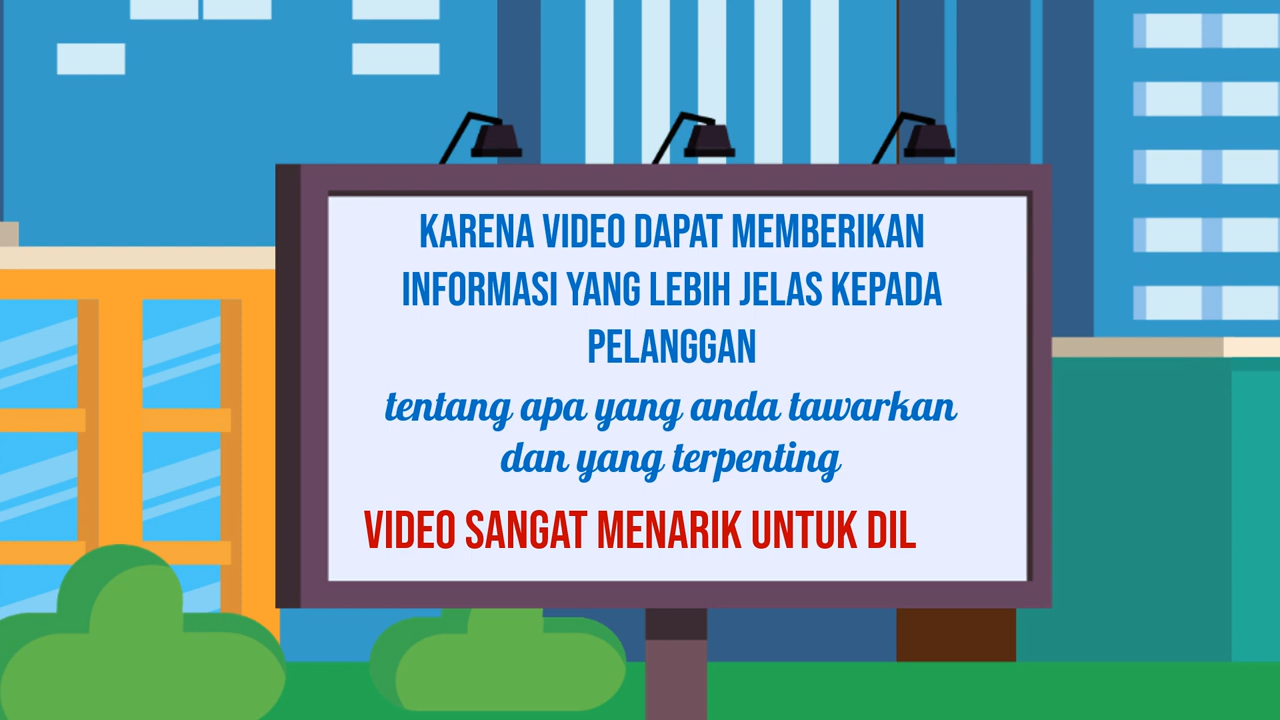 KARENA VIDEO DAPAT MEMBERIKAN
INFORMASI YANG LEBIH JELAS KEPADA
PELANGGAN
tentang apa yang anda tawarkan
dan yang terpenting
VIDEO SANGAT MENARIK UNTUK DIL